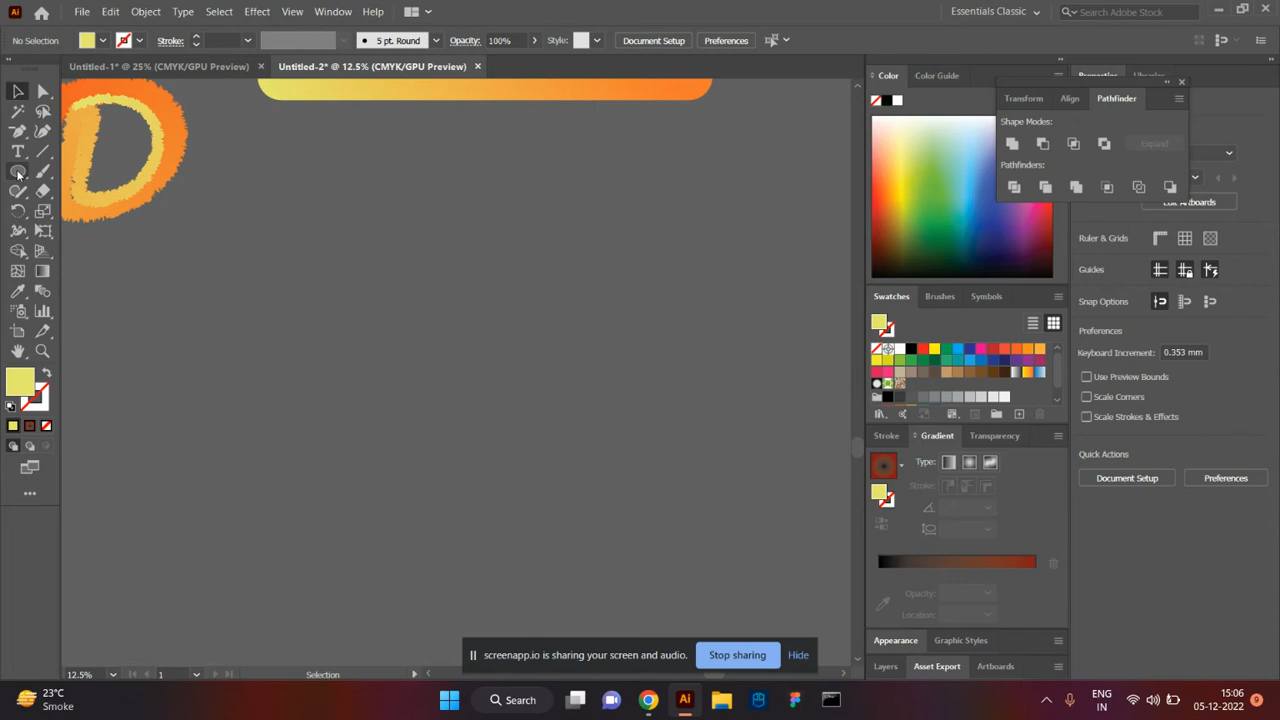 File Edit Object Type Select Effect View Window Help
Essentials Classic
Search Adobe Stock
No Selection
Stroke:
5 pt. Round
Opacity: 100%
Style:
Document Setup
Preferences
Untitled-1* @ 25% (CMYK/GPU Preview) ×
Untitled-2* @ 12.5% (CMYK/GPU Preview) ×
D
Color Color Guide
Properties Libraries
Transform Align Pathfinder
Shape Modes:
Expand
Pathfinders:
Edit Artboards
Ruler & Grids
Guides
Snap Options
Preferences
Keyboard Increment: 0.353 mm
Use Preview Bounds
Scale Corners
Scale Strokes & Effects
Quick Actions
Document Setup Preferences
Swatches Brushes Symbols
Stroke Gradient Transparency
Type:
Stroke:
Opacity:
Location:
Appearance Graphic Styles
Layers Asset Export Artboards
screenapp.io is sharing your screen and audio.
Stop sharing
Hide
12.5%
1
Selection
23°C
Smoke
Search
ENG
IN
15:06
05-12-2022
9